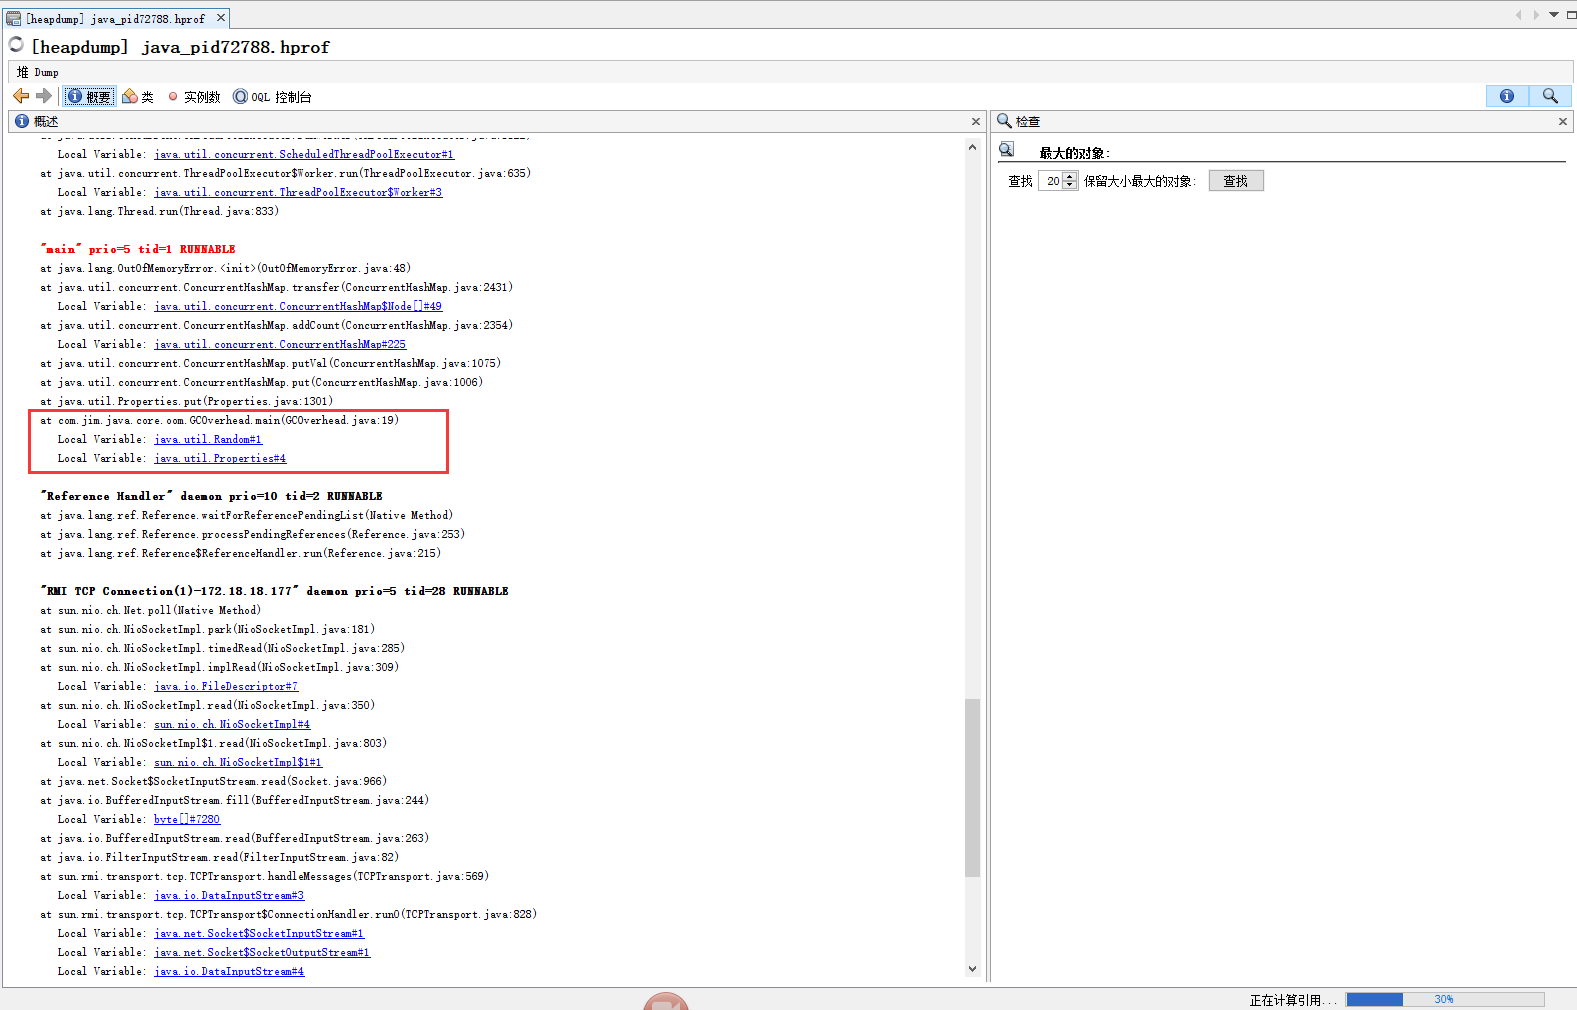 [heapdump] java_pid72788.hprof
[heapdump] java_pid72788.hprof
堆 Dump
概要 类 实例数 OQL 控制台
概述
Local Variable: java.util.concurrent.ScheduledThreadPoolExecutor#1
at java.util.concurrent.ThreadPoolExecutor$Worker.run(ThreadPoolExecutor.java:635)
Local Variable: java.util.concurrent.ThreadPoolExecutor$Worker#3
at java.lang.Thread.run(Thread.java:833)
"main" prio=5 tid=1 RUNNABLE
at java.lang.OutOfMemoryError.<init>(OutOfMemoryError.java:48)
at java.util.concurrent.ConcurrentHashMap.transfer(ConcurrentHashMap.java:2431)
Local Variable: java.util.concurrent.ConcurrentHashMap$Node[]#49
at java.util.concurrent.ConcurrentHashMap.addCount(ConcurrentHashMap.java:2354)
Local Variable: java.util.concurrent.ConcurrentHashMap#225
at java.util.concurrent.ConcurrentHashMap.putVal(ConcurrentHashMap.java:1075)
at java.util.concurrent.ConcurrentHashMap.put(ConcurrentHashMap.java:1006)
at java.util.Properties.put(Properties.java:1301)
at com.jim.java.core.oom.GCOverhead.main(GCOverhead.java:19)
Local Variable: java.util.Random#1
Local Variable: java.util.Properties#4
"Reference Handler" daemon prio=10 tid=2 RUNNABLE
at java.lang.ref.Reference.waitForReferencePendingList(Native Method)
at java.lang.ref.Reference.processPendingReferences(Reference.java:253)
at java.lang.ref.Reference$ReferenceHandler.run(Reference.java:215)
"RMI TCP Connection(1)-172.18.18.177" daemon prio=5 tid=28 RUNNABLE
at sun.nio.ch.Net.poll(Native Method)
at sun.nio.ch.NioSocketImpl.park(NioSocketImpl.java:181)
at sun.nio.ch.NioSocketImpl.timedRead(NioSocketImpl.java:285)
at sun.nio.ch.NioSocketImpl.implRead(NioSocketImpl.java:309)
Local Variable: java.io.FileDescriptor#7
at sun.nio.ch.NioSocketImpl.read(NioSocketImpl.java:350)
Local Variable: sun.nio.ch.NioSocketImpl#4
at sun.nio.ch.NioSocketImpl$1.read(NioSocketImpl.java:803)
Local Variable: sun.nio.ch.NioSocketImpl$1#1
at java.net.Socket$SocketInputStream.read(Socket.java:966)
at java.io.BufferedInputStream.fill(BufferedInputStream.java:244)
Local Variable: byte[]#7280
at java.io.BufferedInputStream.read(BufferedInputStream.java:263)
at java.io.FilterInputStream.read(FilterInputStream.java:82)
at sun.rmi.transport.tcp.TCPTransport.handleMessages(TCPTransport.java:569)
Local Variable: java.io.DataInputStream#3
at sun.rmi.transport.tcp.TCPTransport$ConnectionHandler.run0(TCPTransport.java:828)
Local Variable: java.net.Socket$SocketInputStream#1
Local Variable: java.net.Socket$SocketOutputStream#1
Local Variable: java.io.DataInputStream#4
检查
最大的对象:
查找 20 保留大小最大的对象: 查找
正在计算引用... 30%